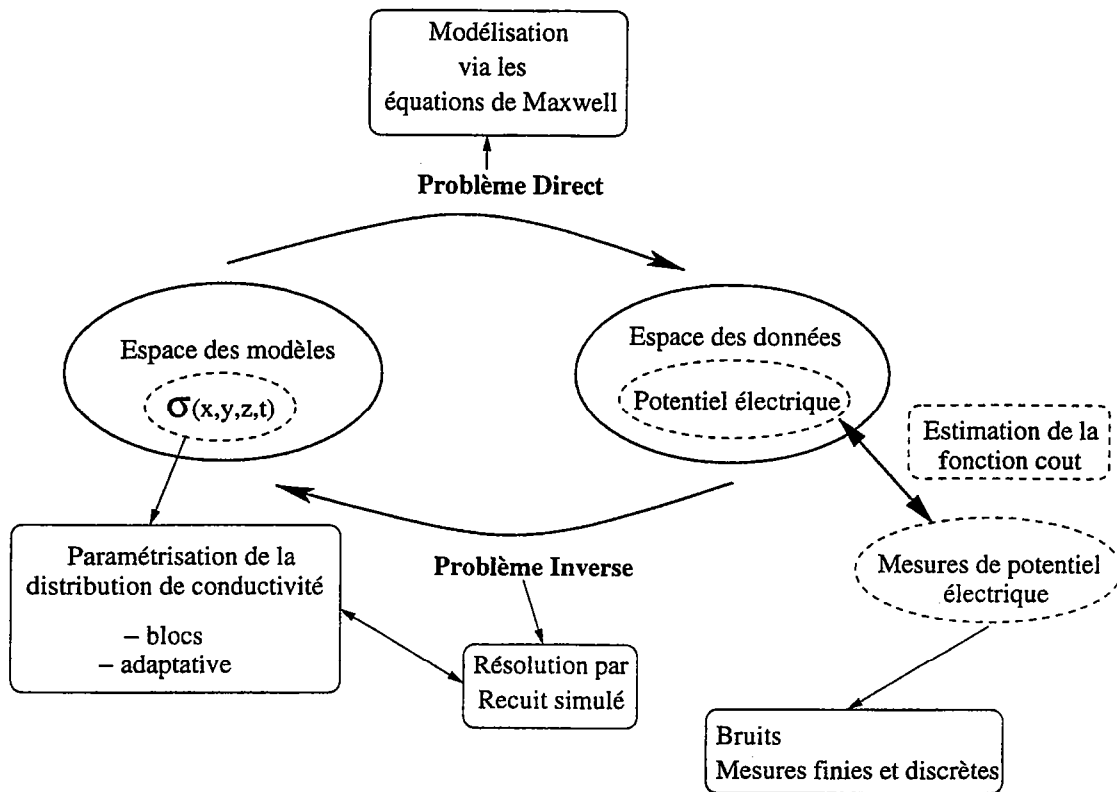 Modélisation
via les
équations de Maxwell
Problème Direct
Espace des modèles
σ(x,y,z,t)
Espace des données
Potentiel électrique
Estimation de la
fonction cout
Paramétrisation de la
distribution de conductivité
– blocs
– adaptative
Problème Inverse
Résolution par
Recuit simulé
Mesures de potentiel
électrique
Bruits
Mesures finies et discrètes